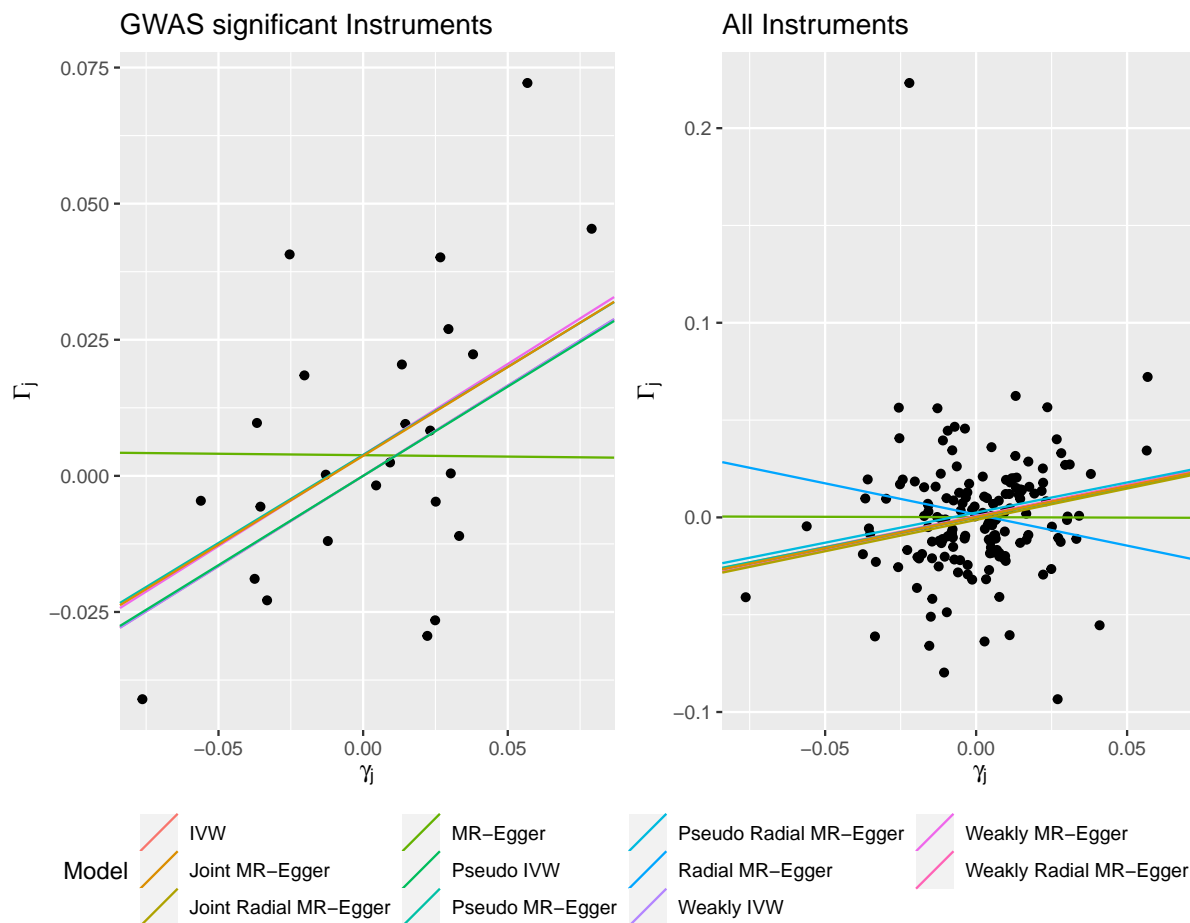 GWAS significant Instruments
All Instruments
0.075
0.050
0.025
0.000
−0.025
Γj
−0.05
0.00
0.05
γj
0.2
0.1
0.0
−0.1
Γj
−0.05
0.00
0.05
γj
Model
IVW
MR−Egger
Pseudo Radial MR−Egger
Weakly MR−Egger
Joint MR−Egger
Pseudo IVW
Radial MR−Egger
Weakly Radial MR−Egger
Joint Radial MR−Egger
Pseudo MR−Egger
Weakly IVW